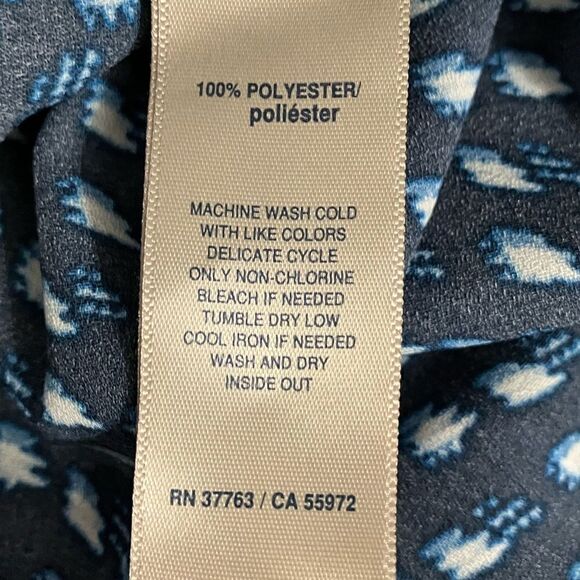 100% POLYESTER/
poliéster
MACHINE WASH COLD
WITH LIKE COLORS
DELICATE CYCLE
ONLY NON-CHLORINE
BLEACH IF NEEDED
TUMBLE DRY LOW
COOL IRON IF NEEDED
WASH AND DRY
INSIDE OUT
RN 37763 / CA 55972